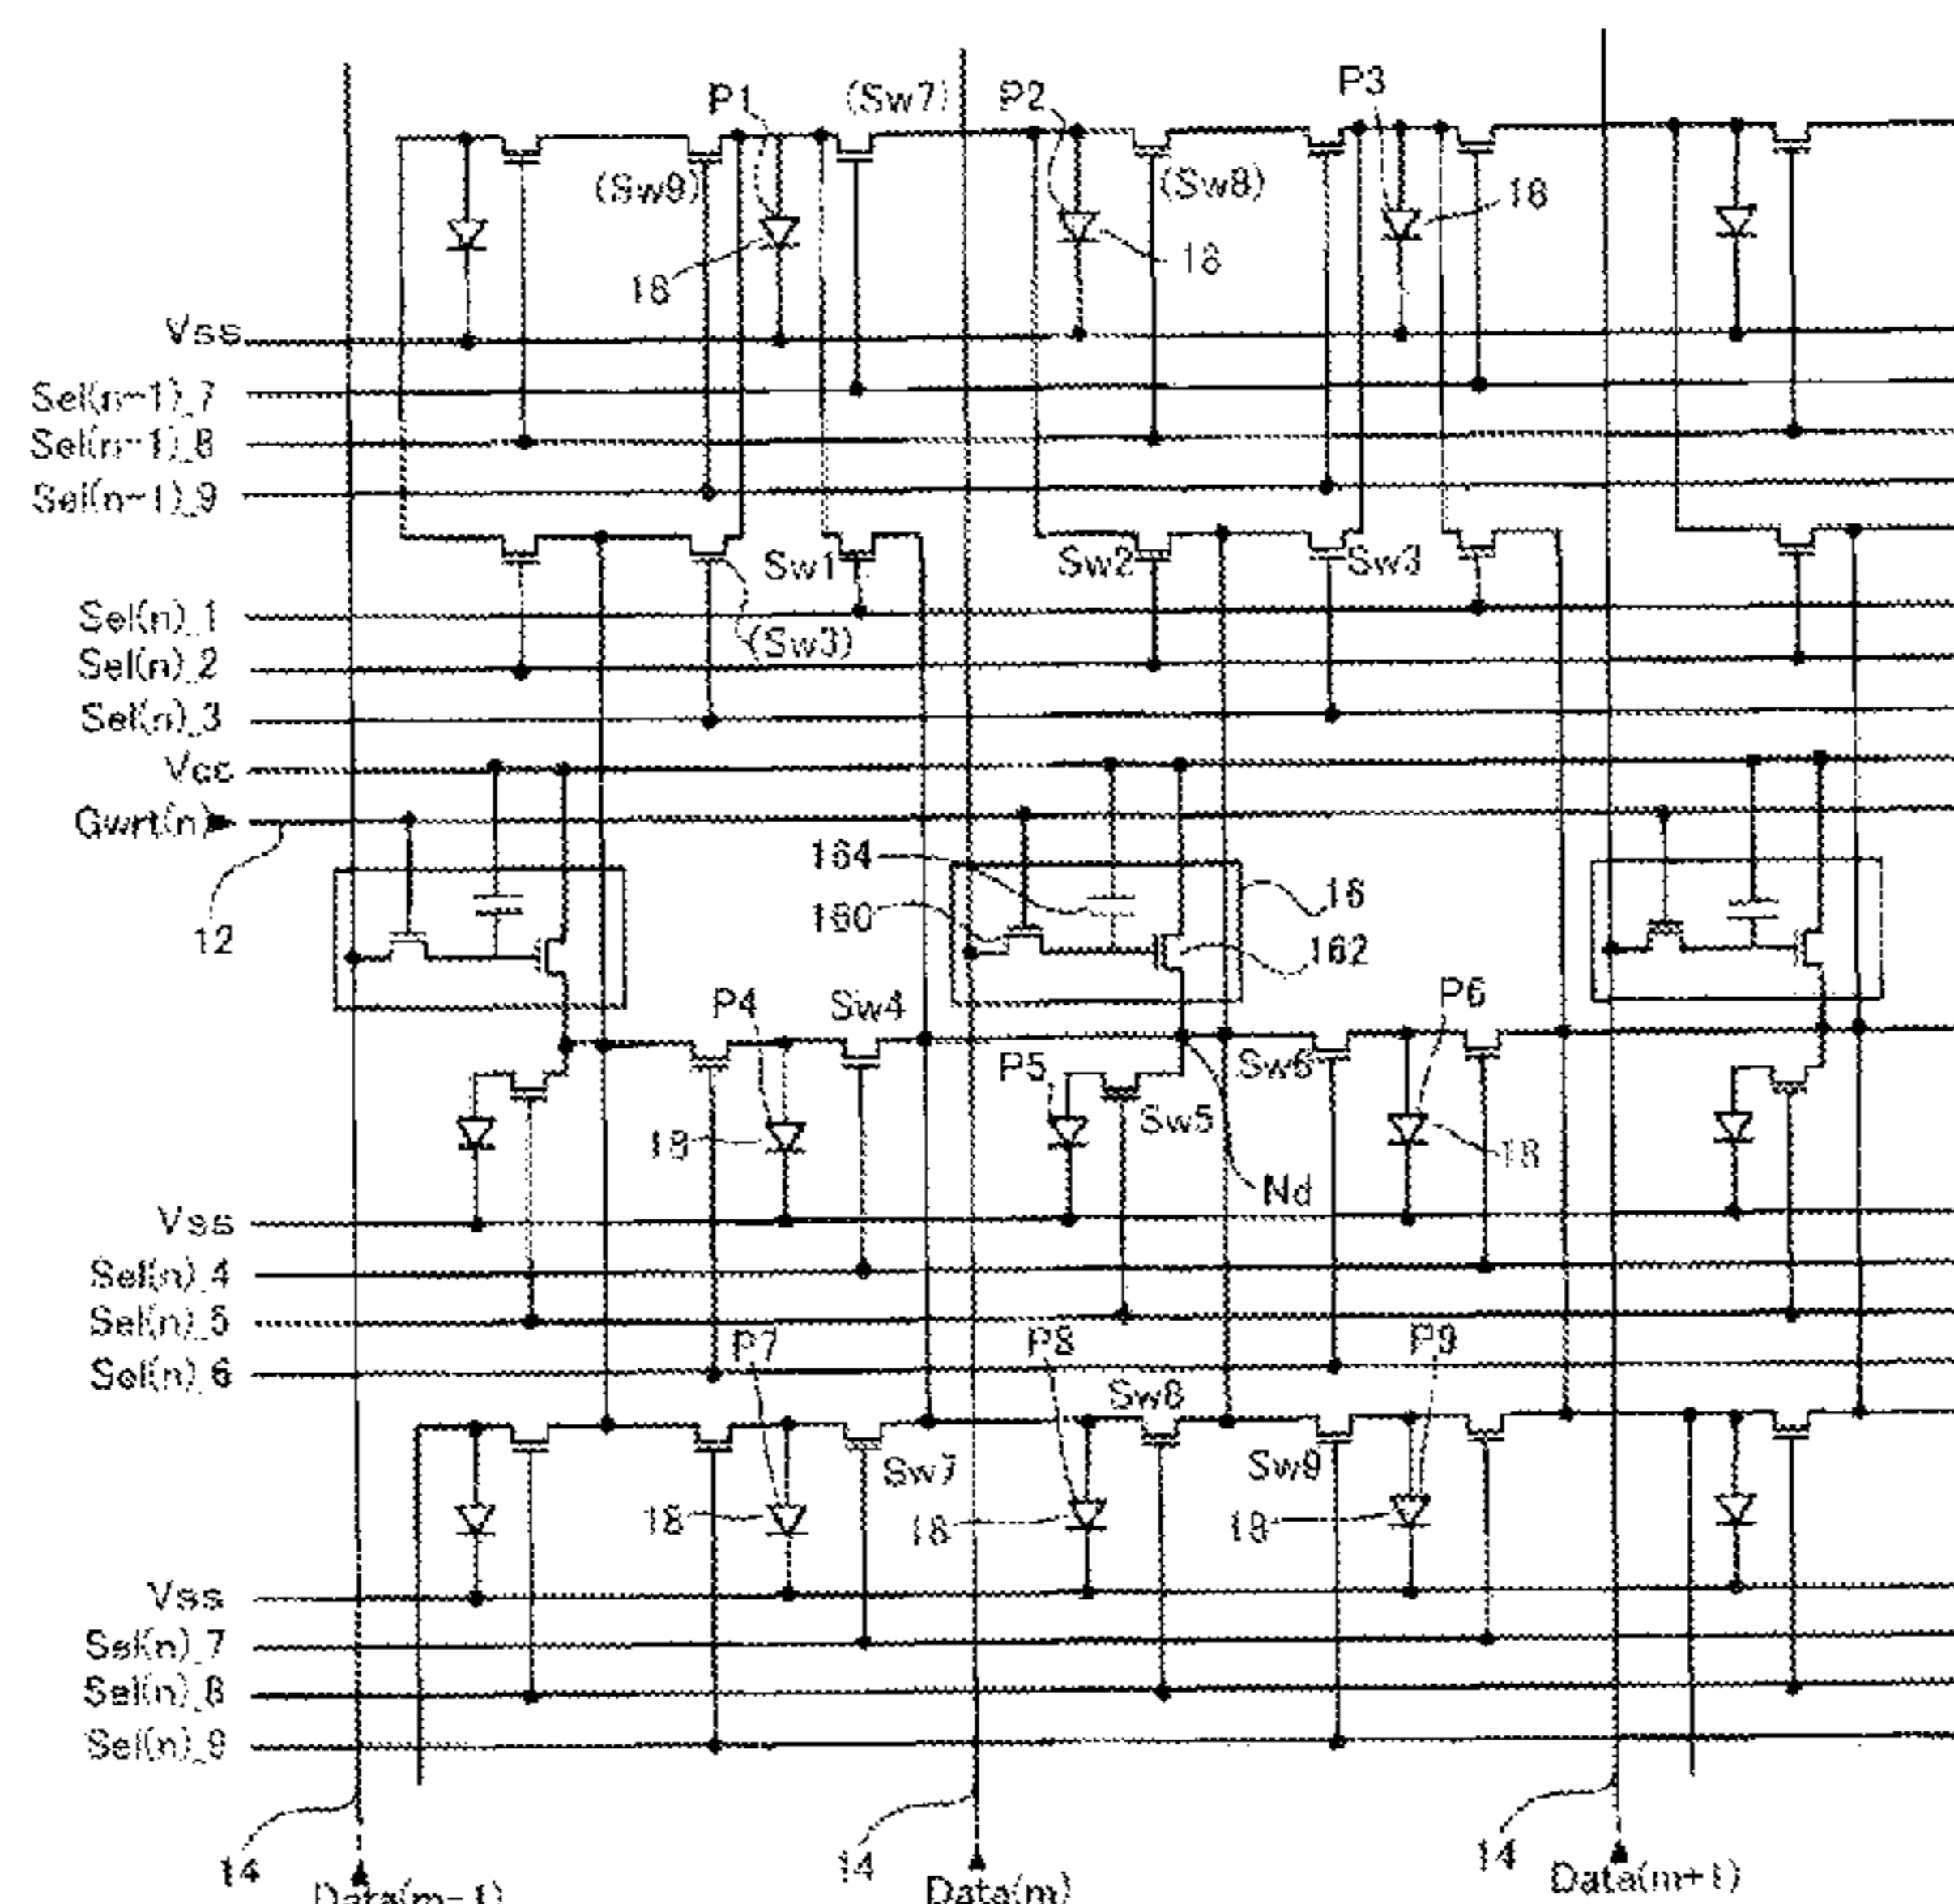 P1 (Sw7) P2 P3
(Sw9) (Sw8) 18
18 18
Vss
Sel(n-1)_7
Sel(n-1)_8
Sel(n-1)_9
Sw1 Sw2 Sw3
Sel(n)_1
(Sw3)
Sel(n)_2
Sel(n)_3
Vcc
Gwrt(n)
164
160 16
12 162
P4 Sw4 P6
P5 Sw6
Sw5
18 18
Nd
Vss
Sel(n)_4
Sel(n)_5
P7 P8 P9
Sel(n)_6
Sw8
Sw7 Sw9
18 18 18
Vss
Sel(n)_7
Sel(n)_8
Sel(n)_9
14 14 14
Data(m-1) Data(m) Data(m+1)